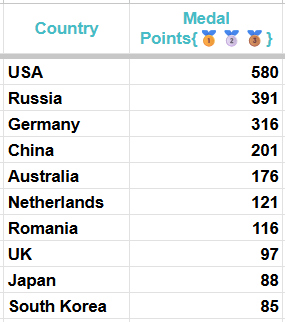 Country Medal
Points{🥇 🥈 🥉}
USA 580
Russia 391
Germany 316
China 201
Australia 176
Netherlands 121
Romania 116
UK 97
Japan 88
South Korea 85